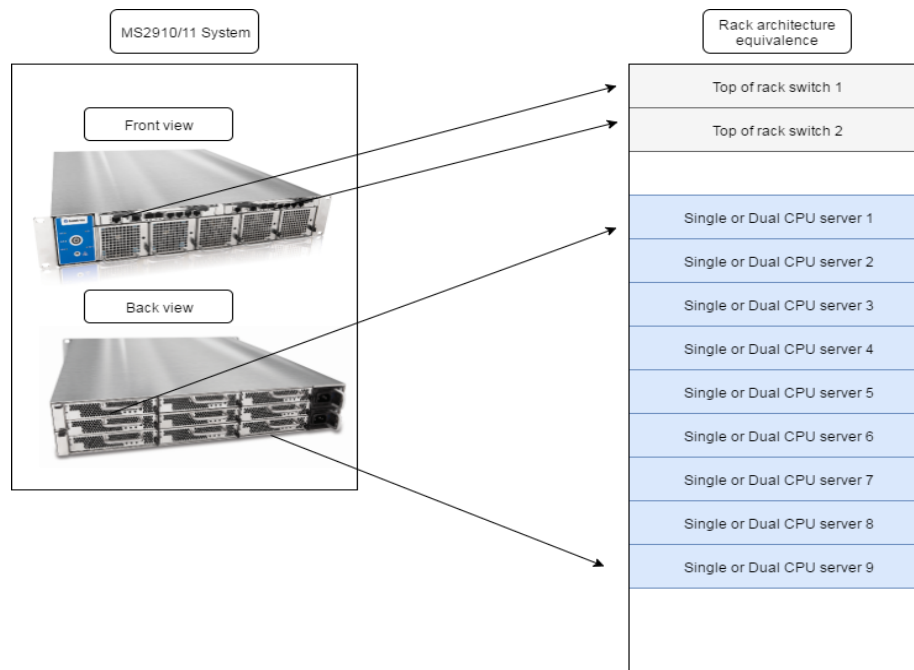 MS2910/11 System
Rack architecture
equivalence
Front view
Back view
Top of rack switch 1
Top of rack switch 2
Single or Dual CPU server 1
Single or Dual CPU server 2
Single or Dual CPU server 3
Single or Dual CPU server 4
Single or Dual CPU server 5
Single or Dual CPU server 6
Single or Dual CPU server 7
Single or Dual CPU server 8
Single or Dual CPU server 9